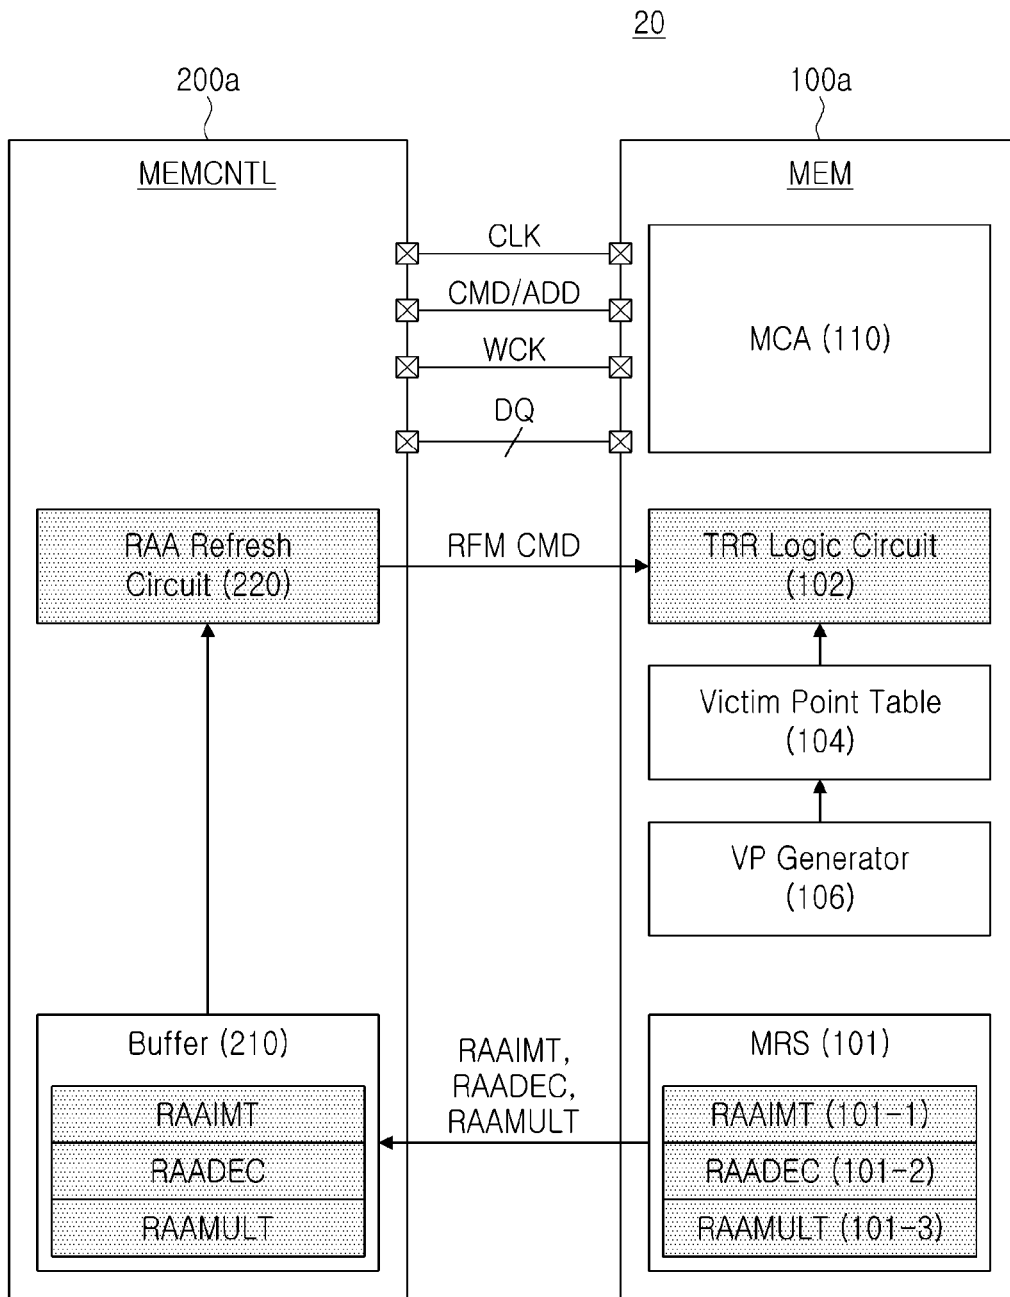 20
200a
100a
MEMCNTL
MEM
CLK
CMD/ADD
WCK
DQ
MCA (110)
RAA Refresh
Circuit (220)
RFM CMD
TRR Logic Circuit
(102)
Victim Point Table
(104)
VP Generator
(106)
Buffer (210)
RAAIMT
RAADEC
RAAMULT
RAAIMT,
RAADEC,
RAAMULT
MRS (101)
RAAIMT (101-1)
RAADEC (101-2)
RAAMULT (101-3)